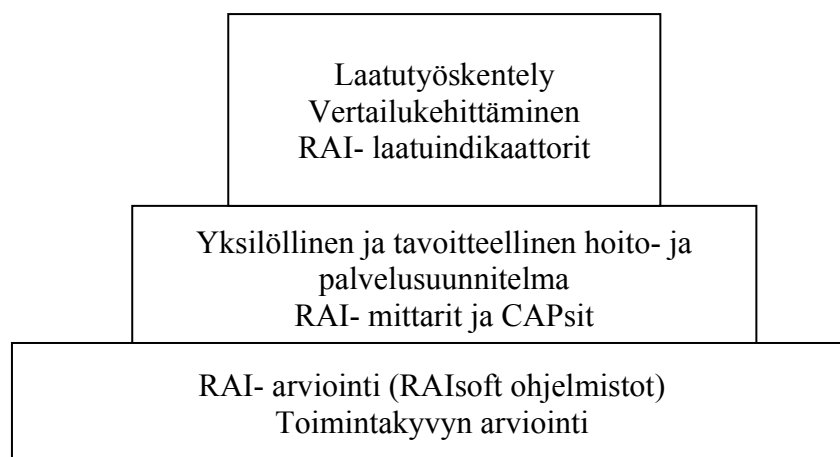 Laatutyöskentely
Vertailukehittäminen
RAI- laatuindikaattorit
Yksilöllinen ja tavoitteellinen hoito- ja
palvelusuunnitelma
RAI- mittarit ja CAPsit
RAI- arviointi (RAIsoft ohjelmistot)
Toimintakyvyn arviointi